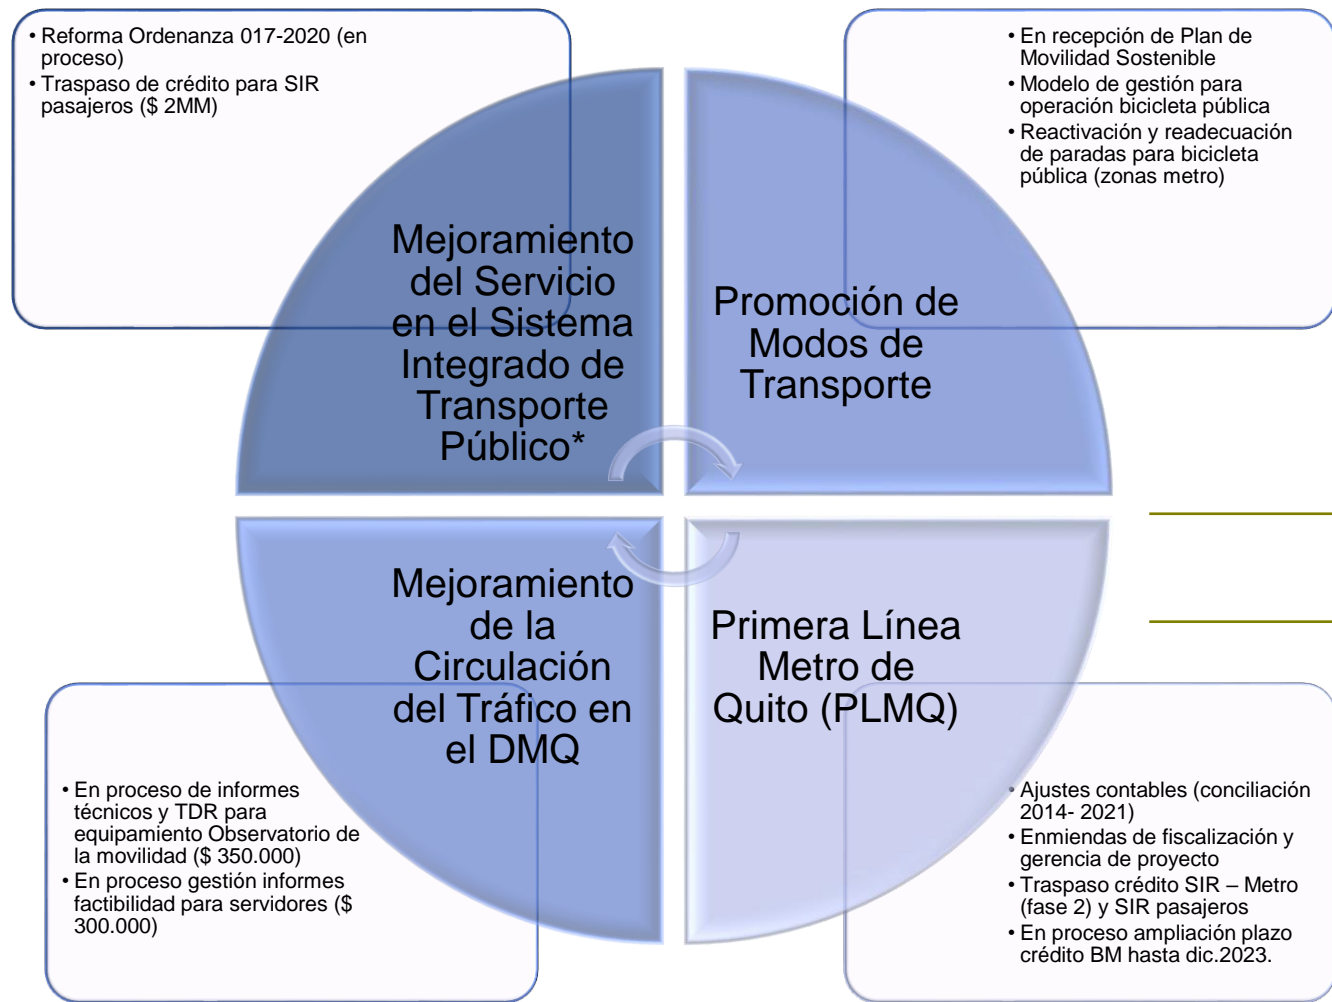 • Reforma Ordenanza 017-2020 (en
proceso)
• Traspaso de crédito para SIR
pasajeros ($ 2MM)
• En recepción de Plan de
Movilidad Sostenible
• Modelo de gestión para
operación bicicleta pública
• Reactivación y readecuación
de paradas para bicicleta
pública (zonas metro)
Mejoramiento
del Servicio
en el Sistema
Integrado de
Transporte
Público*
Promoción de
Modos de
Transporte
Mejoramiento
de la
Circulación
del Tráfico en
el DMQ
Primera Línea
Metro de
Quito (PLMQ)
• En proceso de informes
técnicos y TDR para
equipamiento Observatorio de
la movilidad ($ 350.000)
• En proceso gestión informes
factibilidad para servidores ($
300.000)
• Ajustes contables (conciliación
2014- 2021)
• Enmiendas de fiscalización y
gerencia de proyecto
• Traspaso crédito SIR – Metro
(fase 2) y SIR pasajeros
• En proceso ampliación plazo
crédito BM hasta dic.2023.